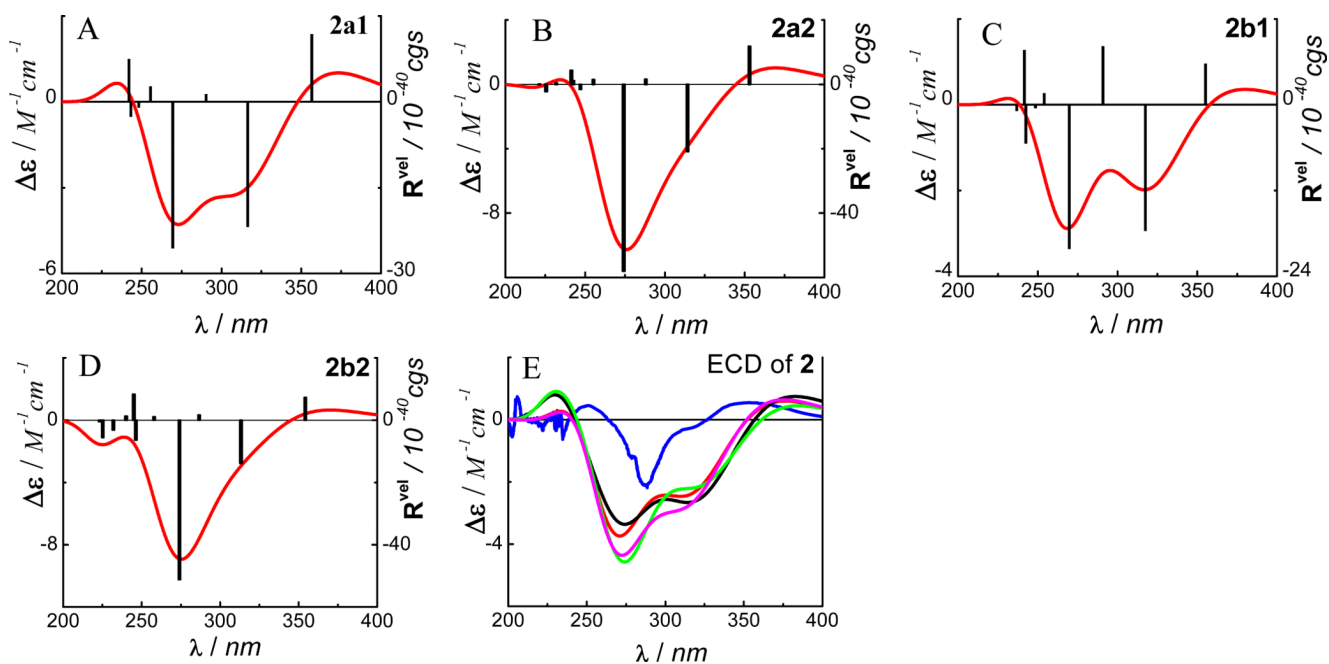 A
2a1
0
-6
0
-30
200
250
300
350
400
Δε / M⁻¹cm⁻¹
R^vel / 10⁻⁴⁰cgs
λ / nm
B
2a2
0
-8
0
-40
200
250
300
350
400
Δε / M⁻¹cm⁻¹
R^vel / 10⁻⁴⁰cgs
λ / nm
C
2b1
0
-4
0
-24
200
250
300
350
400
Δε / M⁻¹cm⁻¹
R^vel / 10⁻⁴⁰cgs
λ / nm
D
2b2
0
-8
0
-40
200
250
300
350
400
Δε / M⁻¹cm⁻¹
R^vel / 10⁻⁴⁰cgs
λ / nm
E
ECD of 2
0
-4
200
250
300
350
400
Δε / M⁻¹cm⁻¹
λ / nm